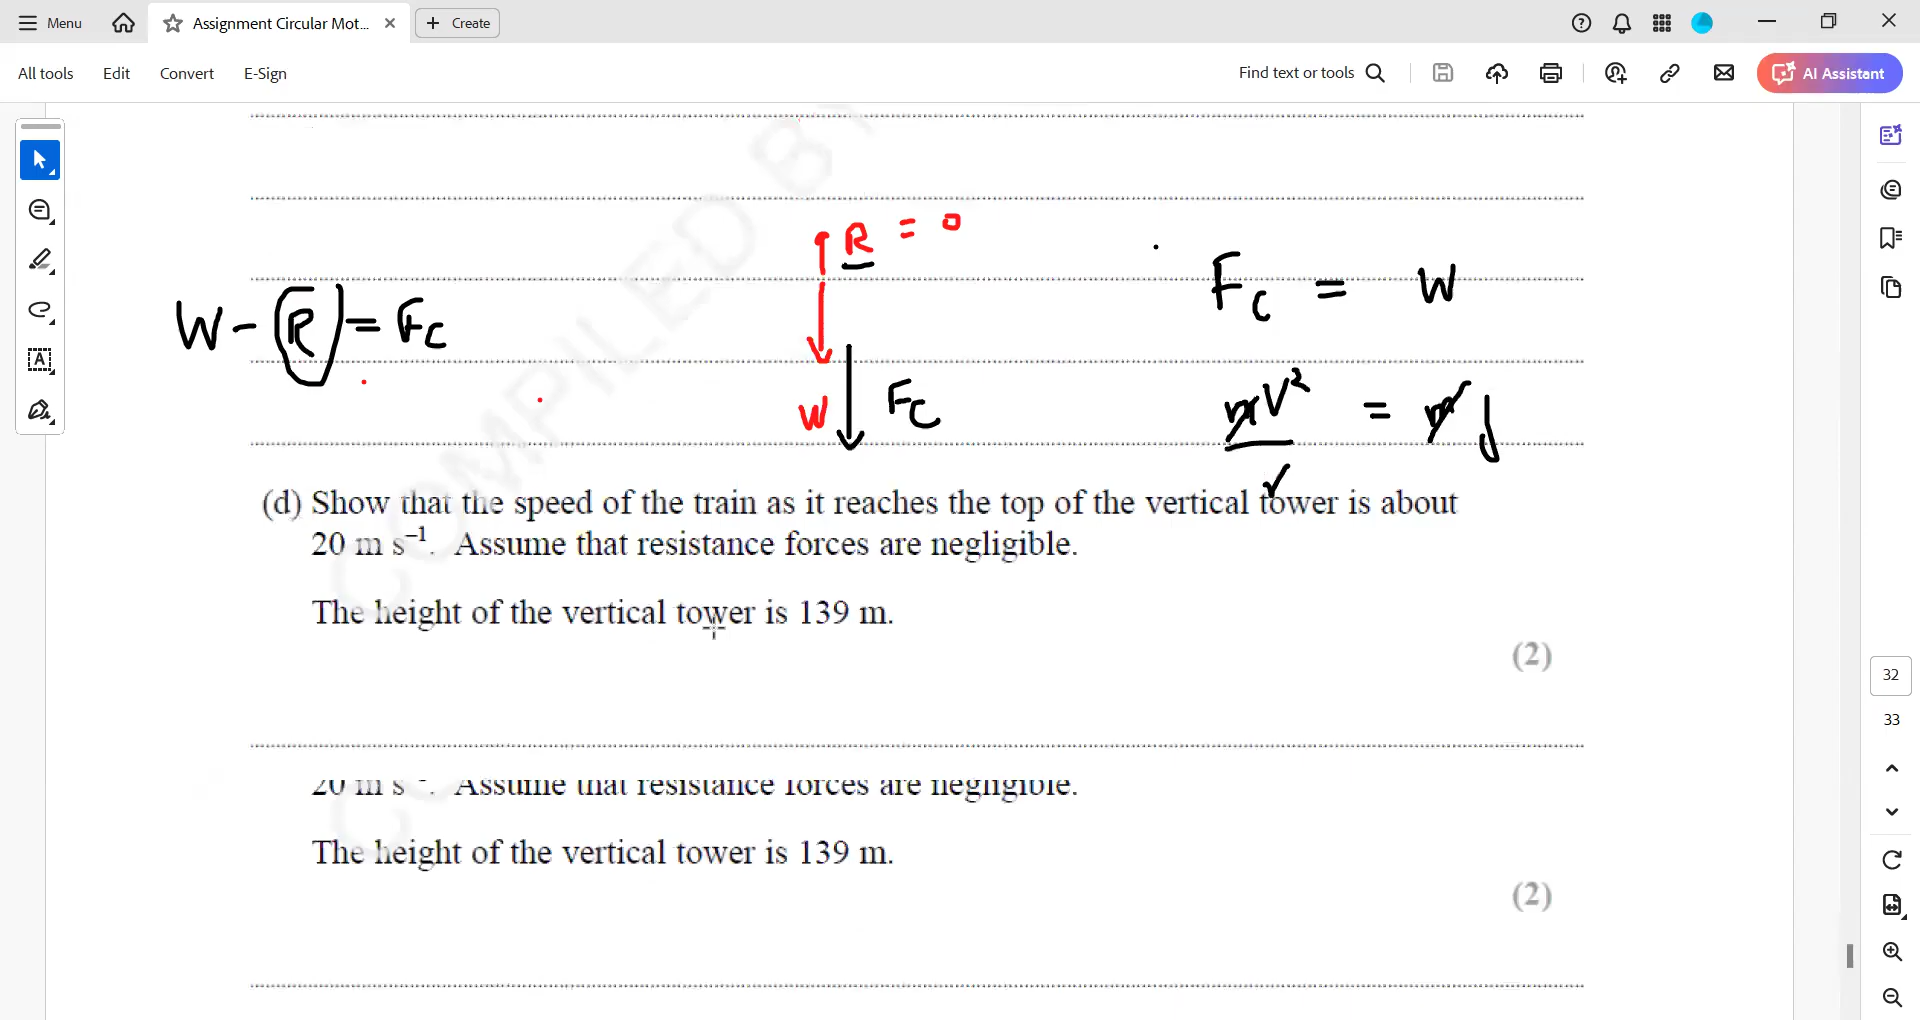 Menu
Assignment Circular Mot...
Create
All tools
Edit
Convert
E-Sign
Find text or tools
AI Assistant
COMPILED BY
R = 0
W - R = Fc
W
Fc
Fc = W
mv²/r = mg
(d) Show that the speed of the train as it reaches the top of the vertical tower is about
20 m s⁻¹. Assume that resistance forces are negligible.
The height of the vertical tower is 139 m.
(2)
20 m s⁻¹. Assume that resistance forces are negligible.
The height of the vertical tower is 139 m.
(2)
32
33